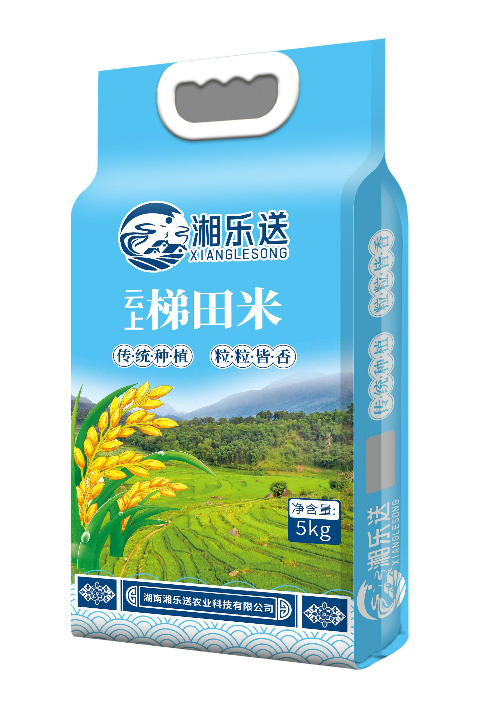 湘乐送
XIANGLESONG
云上梯田米
传·统·种·植 粒·粒·皆·香
净含量:
5kg
湖南湘乐送农业科技有限公司
粒·粒·皆·香
传·统·种·植
湘乐送
XIANGLESONG